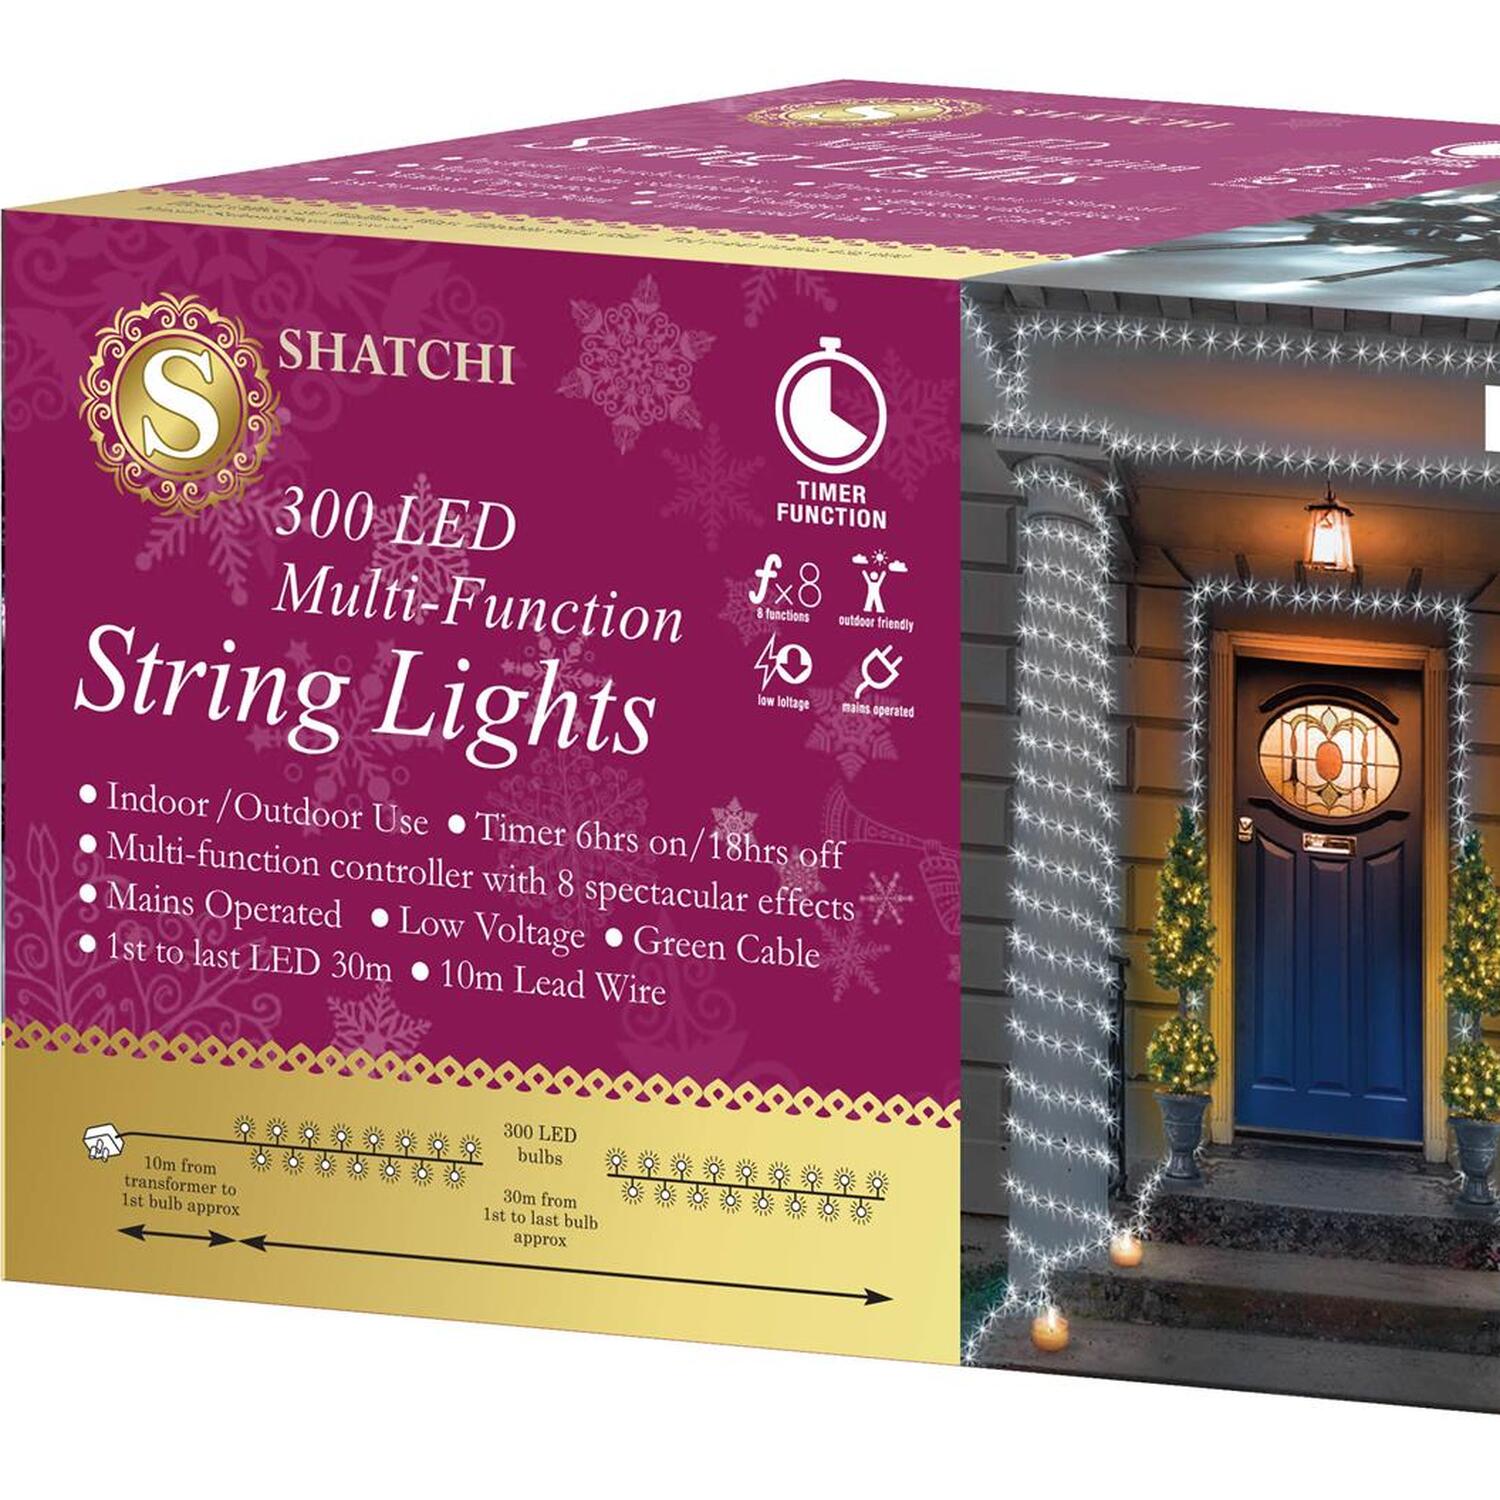 S SHATCHI
String Lights
S SHATCHI
300 LED
Multi-Function
String Lights
TIMER
FUNCTION
fx8
8 functions
outdoor friendly
low loltage
mains operated
● Indoor /Outdoor Use ● Timer 6hrs on/18hrs off
● Multi-function controller with 8 spectacular effects
● Mains Operated ● Low Voltage ● Green Cable
● 1st to last LED 30m ● 10m Lead Wire
10m from
transformer to
1st bulb approx
300 LED
bulbs
30m from
1st to last bulb
approx